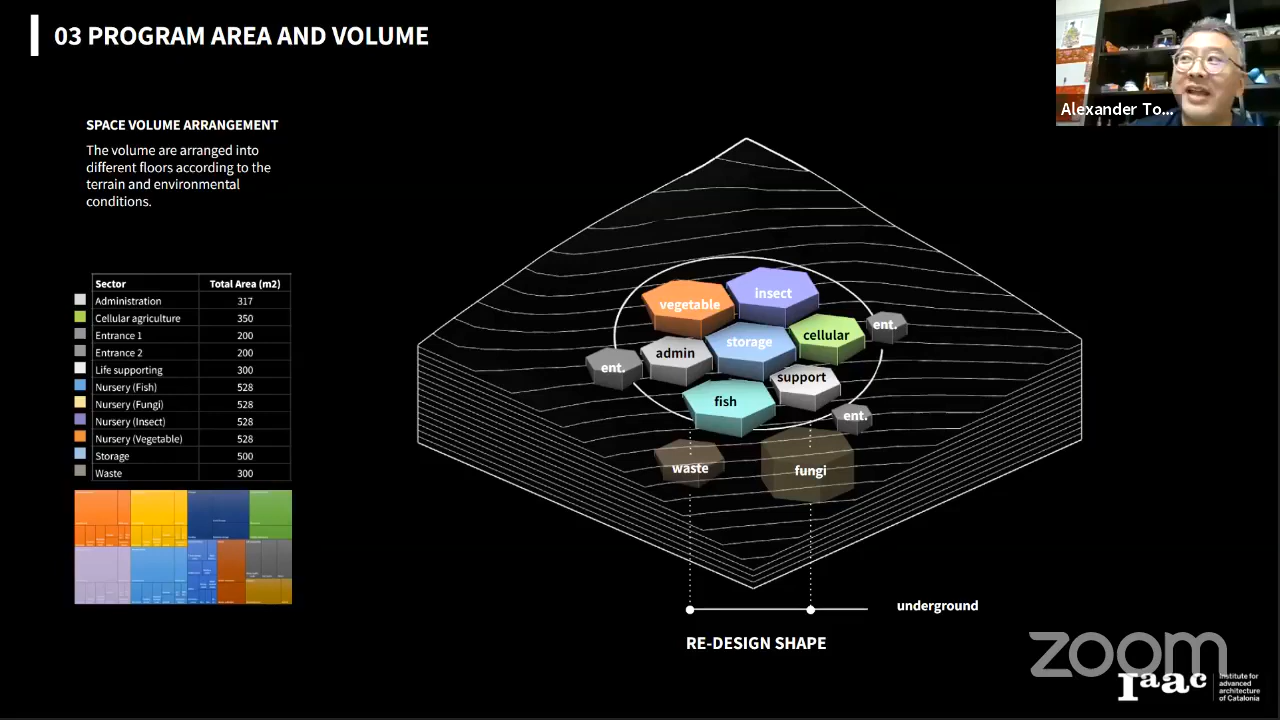 03 PROGRAM AREA AND VOLUME
Alexander To...
SPACE VOLUME ARRANGEMENT
The volume are arranged into
different floors according to the
terrain and environmental
conditions.
Sector Total Area (m2)
Administration 317
Cellular agriculture 350
Entrance 1 200
Entrance 2 200
Life supporting 300
Nursery (Fish) 528
Nursery (Fungi) 528
Nursery (Insect) 528
Nursery (Vegetable) 528
Storage 500
Waste 300
insect
vegetable
ent.
cellular
storage
admin
ent.
support
fish
ent.
waste
fungi
underground
RE-DESIGN SHAPE
zoom
Iaac
Institute for
advanced
architecture
of Catalonia